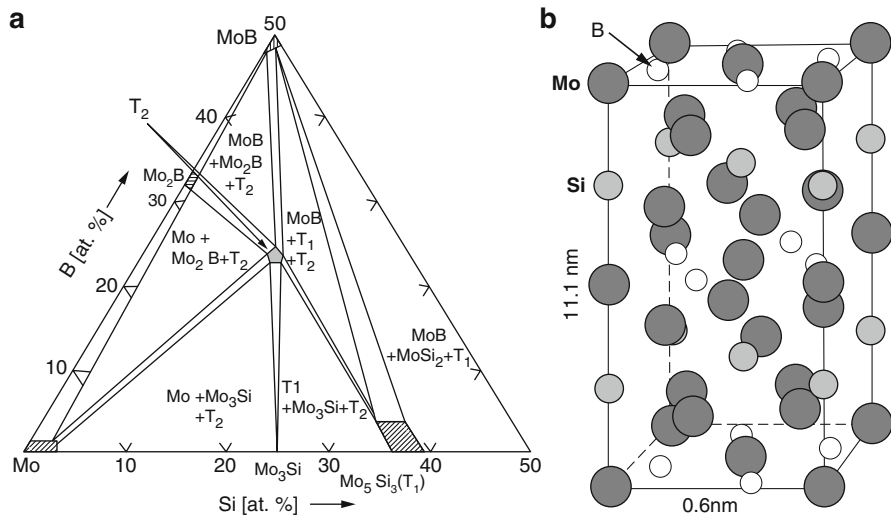 a
50
MoB
T2
40
MoB
+Mo2B
+T2
Mo2B
30
B [at. %]
Mo +
Mo2 B+T2
MoB
+T1
+T2
20
MoB
+MoSi2+T1
10
Mo +Mo3Si
+T2
T1
+Mo3Si+T2
Mo
10
20
Mo3Si
30
40
50
Mo5 Si3(T1)
Si [at. %]
b
B
Mo
Si
11.1 nm
0.6nm